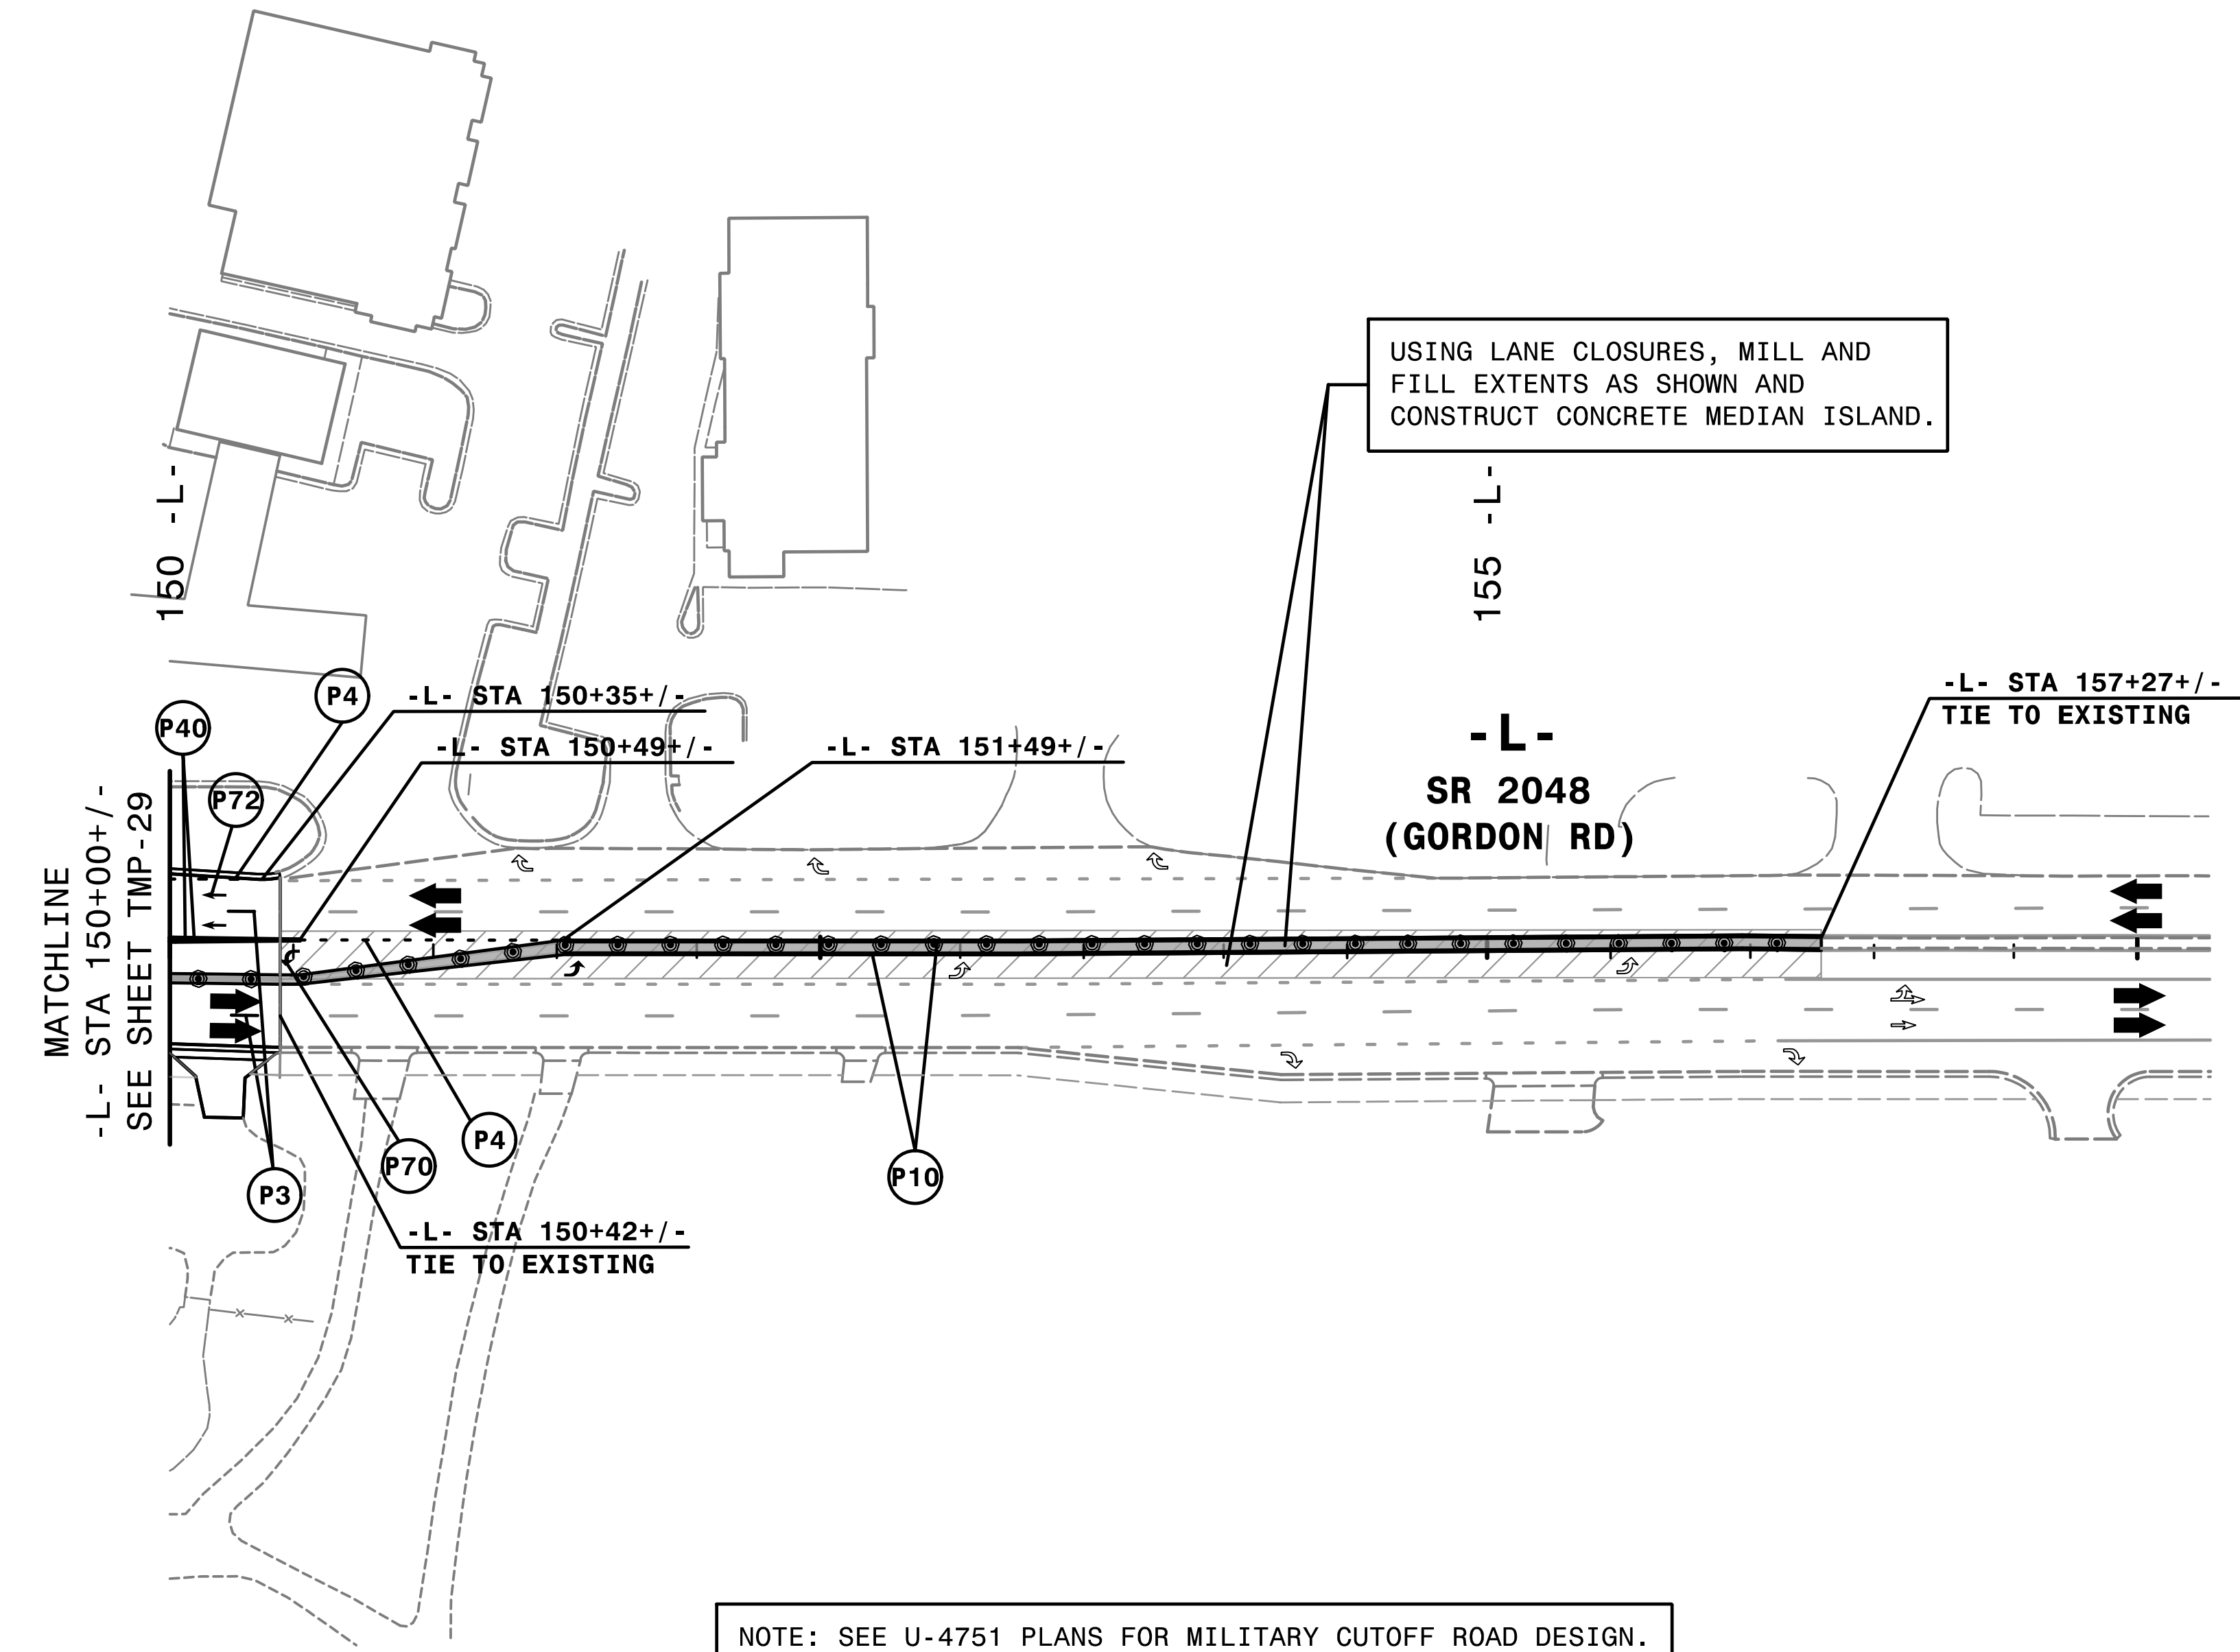 USING LANE CLOSURES, MILL AND
FILL EXTENTS AS SHOWN AND
CONSTRUCT CONCRETE MEDIAN ISLAND.
150 -L-
155 -L-
P4
-L- STA 150+35+/-
P40
-L- STA 150+49+/-
-L- STA 151+49+/-
-L- STA 157+27+/-
TIE TO EXISTING
-L-
SR 2048
(GORDON RD)
P72
MATCHLINE
-L- STA 150+00+/-
SEE SHEET TMP-29
P4
P70
P10
P3
-L- STA 150+42+/-
TIE TO EXISTING
NOTE: SEE U-4751 PLANS FOR MILITARY CUTOFF ROAD DESIGN.